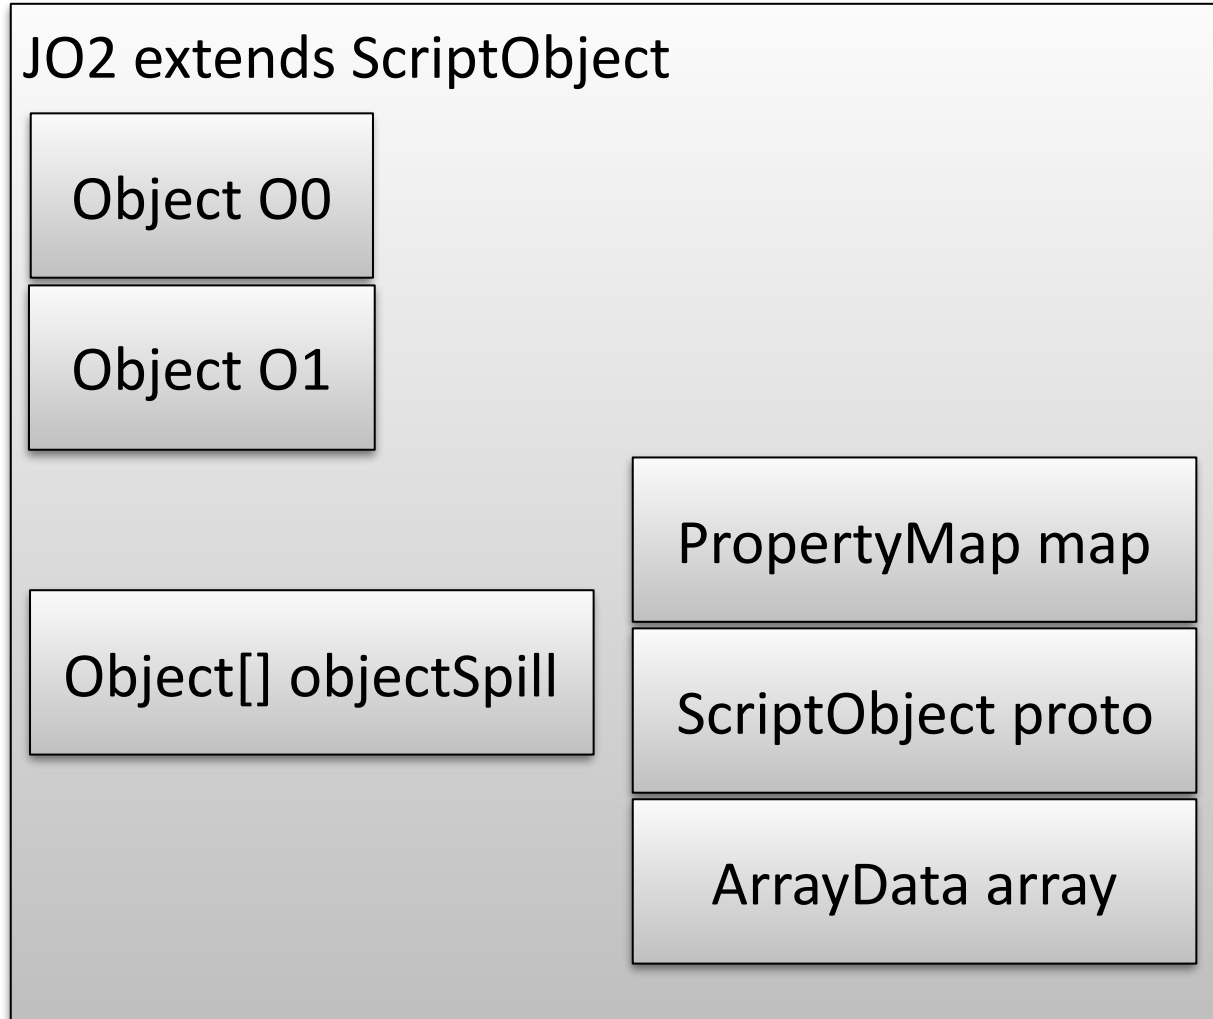 JO2 extends ScriptObject
Object O0
Object O1
PropertyMap map
Object[] objectSpill
ScriptObject proto
ArrayData array